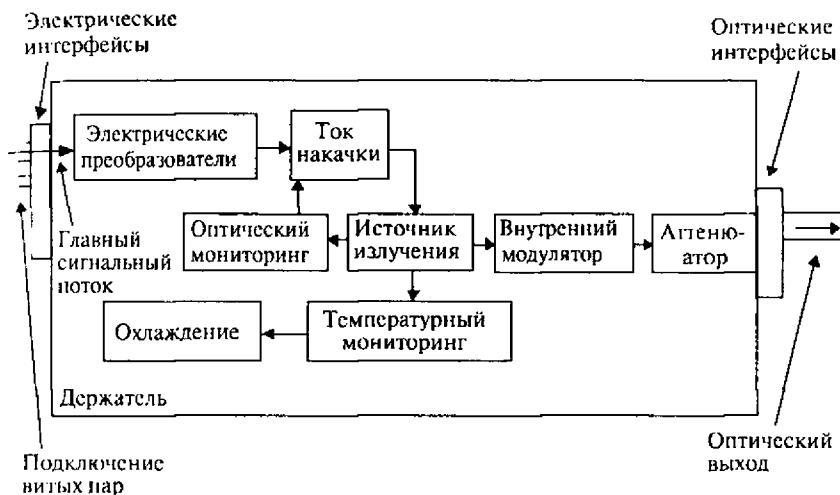 Электрические
интерфейсы
Оптические
интерфейсы
Электрические
преобразователи
Ток
накачки
Главный
сигнальный
поток
Оптический
мониторинг
Источник
излучения
Внутренний
модулятор
Аттеню-
атор
Охлаждение
Температурный
мониторинг
Держатель
Подключение
витых пар
Оптический
выход